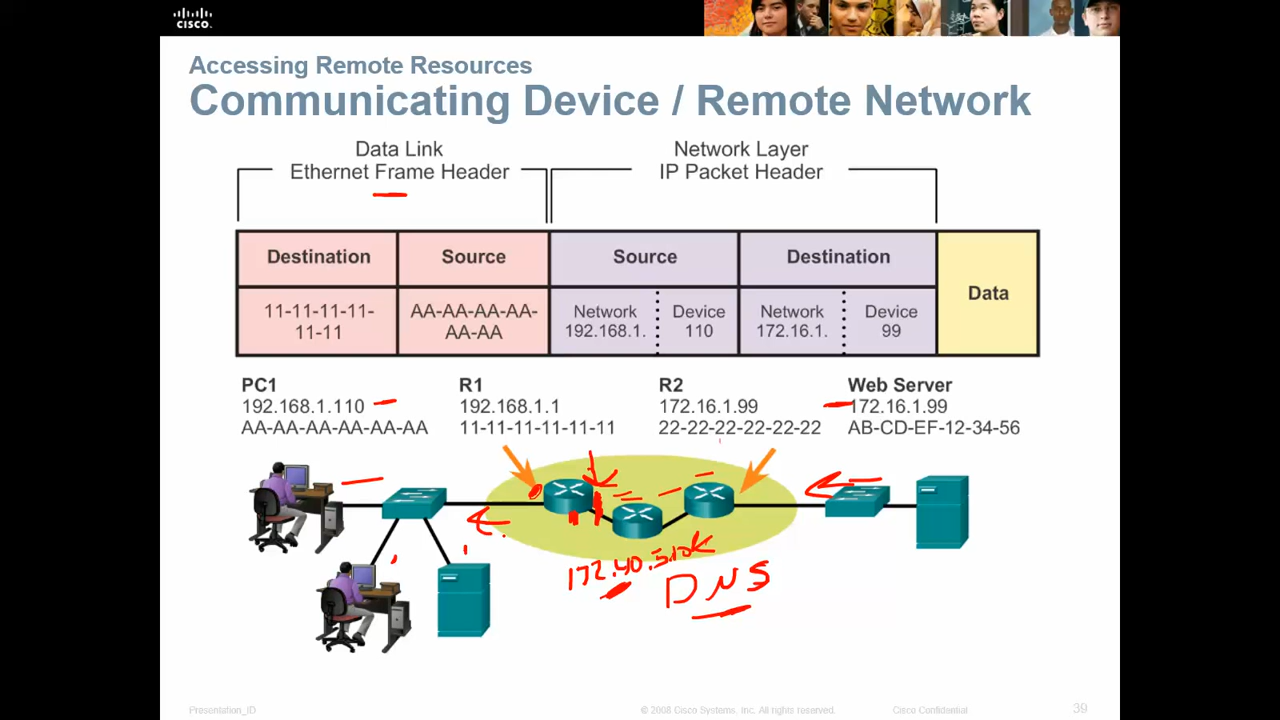 CISCO
Accessing Remote Resources
Communicating Device / Remote Network
Data Link
Ethernet Frame Header
Network Layer
IP Packet Header
Destination
Source
Source
Destination
Data
11-11-11-11-
11-11
AA-AA-AA-AA-
AA-AA
Network
192.168.1.
Device
110
Network
172.16.1.
Device
99
PC1
192.168.1.110
AA-AA-AA-AA-AA-AA
R1
192.168.1.1
11-11-11-11-11-11
R2
172.16.1.99
22-22-22-22-22-22
Web Server
172.16.1.99
AB-CD-EF-12-34-56
172.40.5.
DNS
Presentation_ID
© 2008 Cisco Systems, Inc. All rights reserved.
Cisco Confidential
39